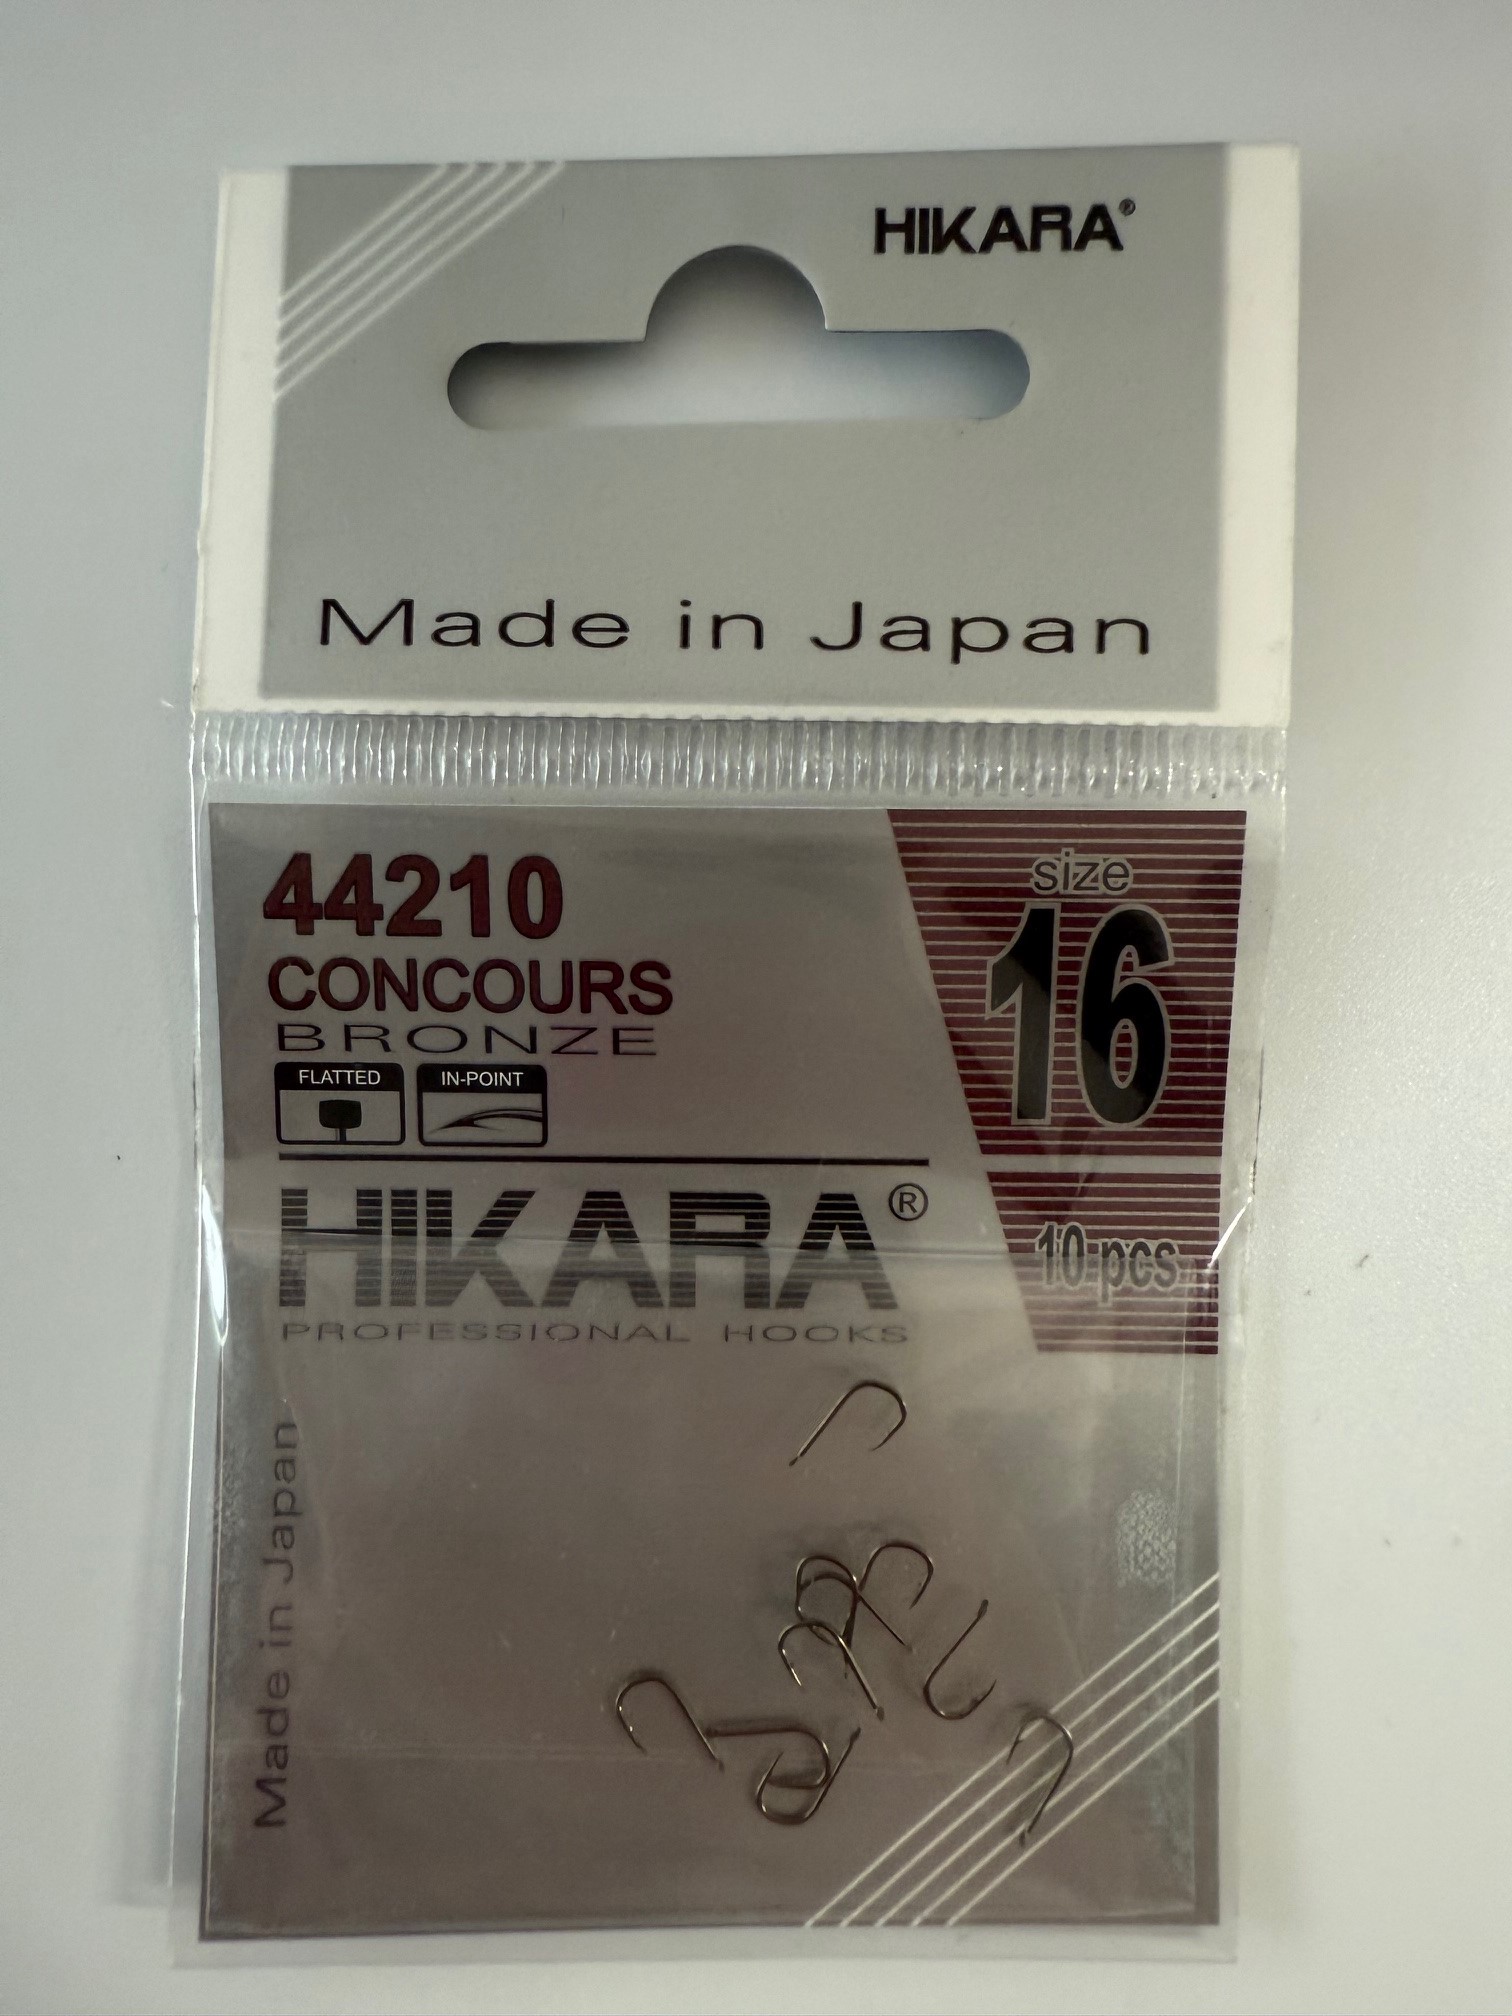 HIKARA®
Made in Japan
44210
CONCOURS
BRONZE
FLATTED
IN-POINT
size
16
10 pcs
HIKARA®
PROFESSIONAL HOOKS
Made in Japan